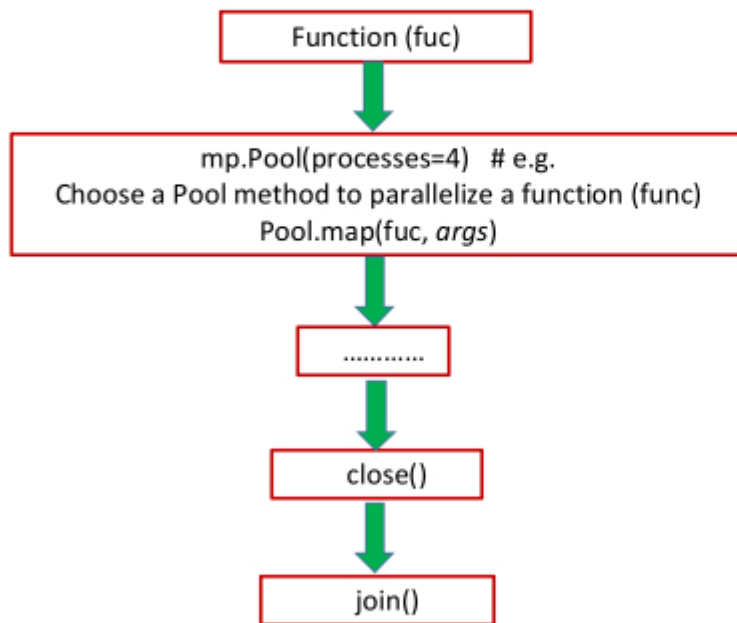 Function (fuc)
mp.Pool(processes=4)   # e.g.
Choose a Pool method to parallelize a function (func)
Pool.map(fuc, args)
............
close()
join()